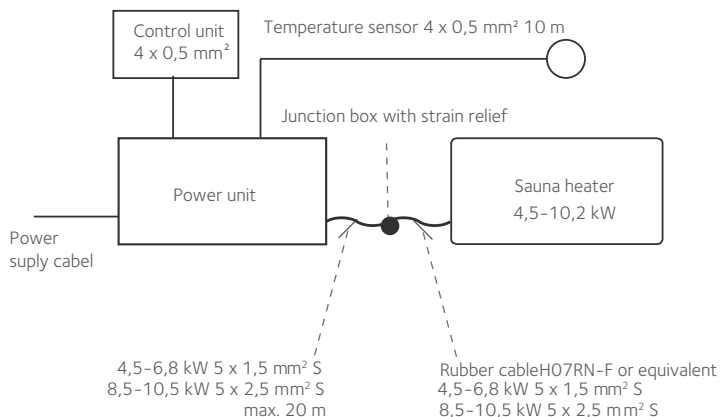 Control unit
4 x 0,5 mm²
Temperature sensor 4 x 0,5 mm² 10 m
Junction box with strain relief
Power unit
Sauna heater
4,5-10,2 kW
Power
suply cabel
4,5-6,8 kW 5 x 1,5 mm² S
8,5-10,5 kW 5 x 2,5 mm² S
max. 20 m
Rubber cableH07RN-F or equivalent
4,5-6,8 kW 5 x 1,5 mm² S
8,5-10,5 kW 5 x 2,5 mm² S